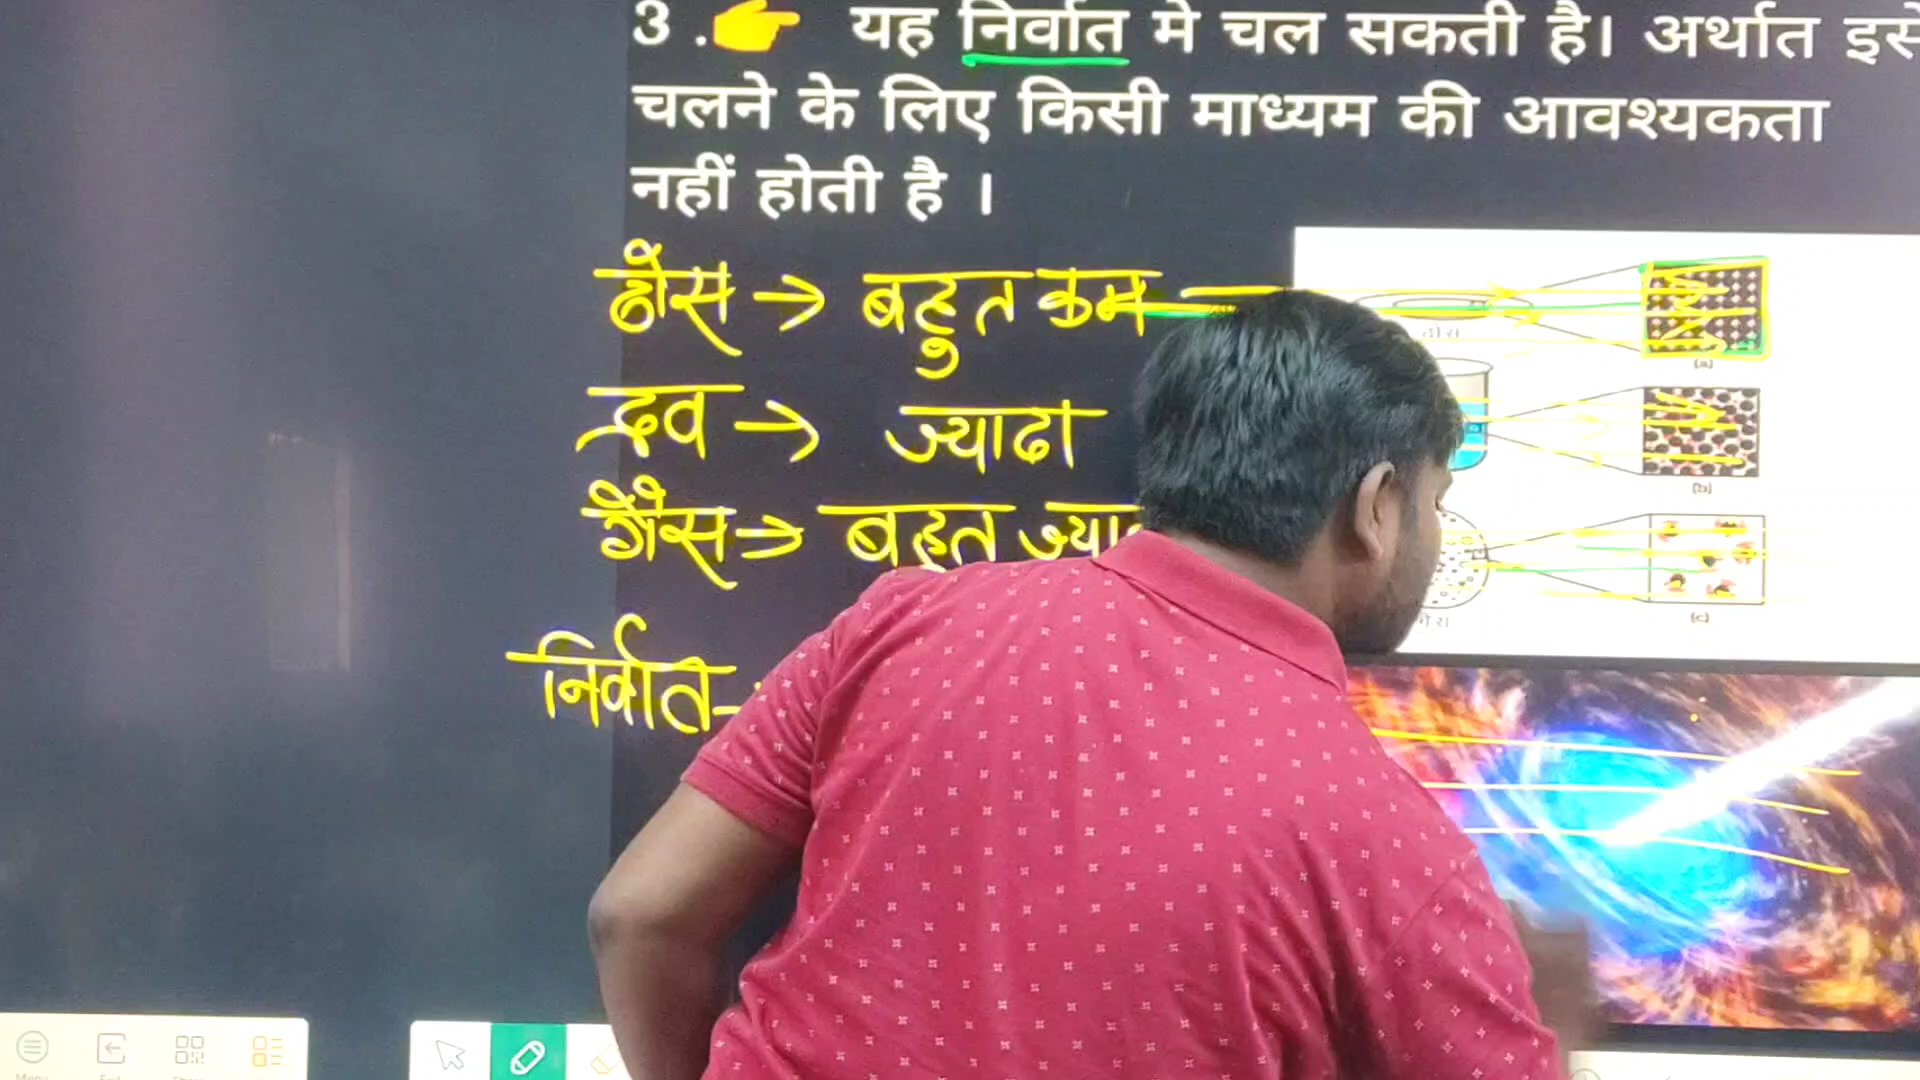 3 .👉 यह निर्वात मे चल सकती है। अर्थात इसे
चलने के लिए किसी माध्यम की आवश्यकता
नहीं होती है ।
ठोस → बहुत कम
द्रव → ज्यादा
गैस → बहुत
निर्वात
(a)
(b)
(c)